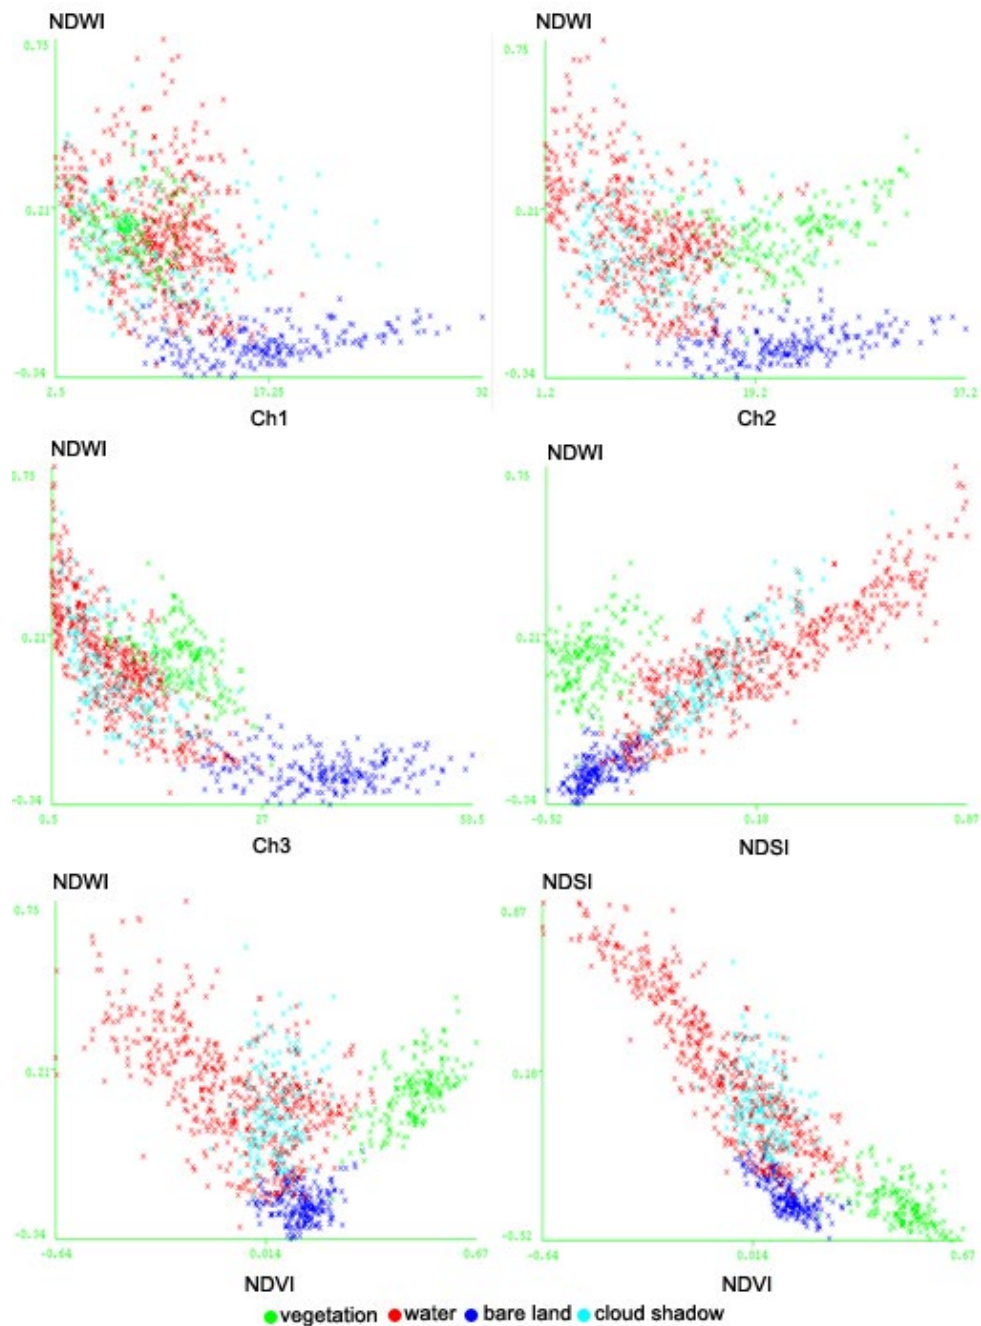 NDWI NDWI
0.75 0.75
0.21 0.21
-0.34 -0.34
2.5 17.25 32 1.2 19.2 37.2
Ch1 Ch2
NDWI NDWI
0.75 0.75
0.21 0.21
-0.34 -0.34
0.5 27 53.5 -0.52 0.18 0.87
Ch3 NDSI
NDWI NDSI
0.75 0.87
0.21 0.18
-0.34 -0.52
-0.64 0.014 0.67 -0.64 0.014 0.67
NDVI NDVI
vegetation water bare land cloud shadow